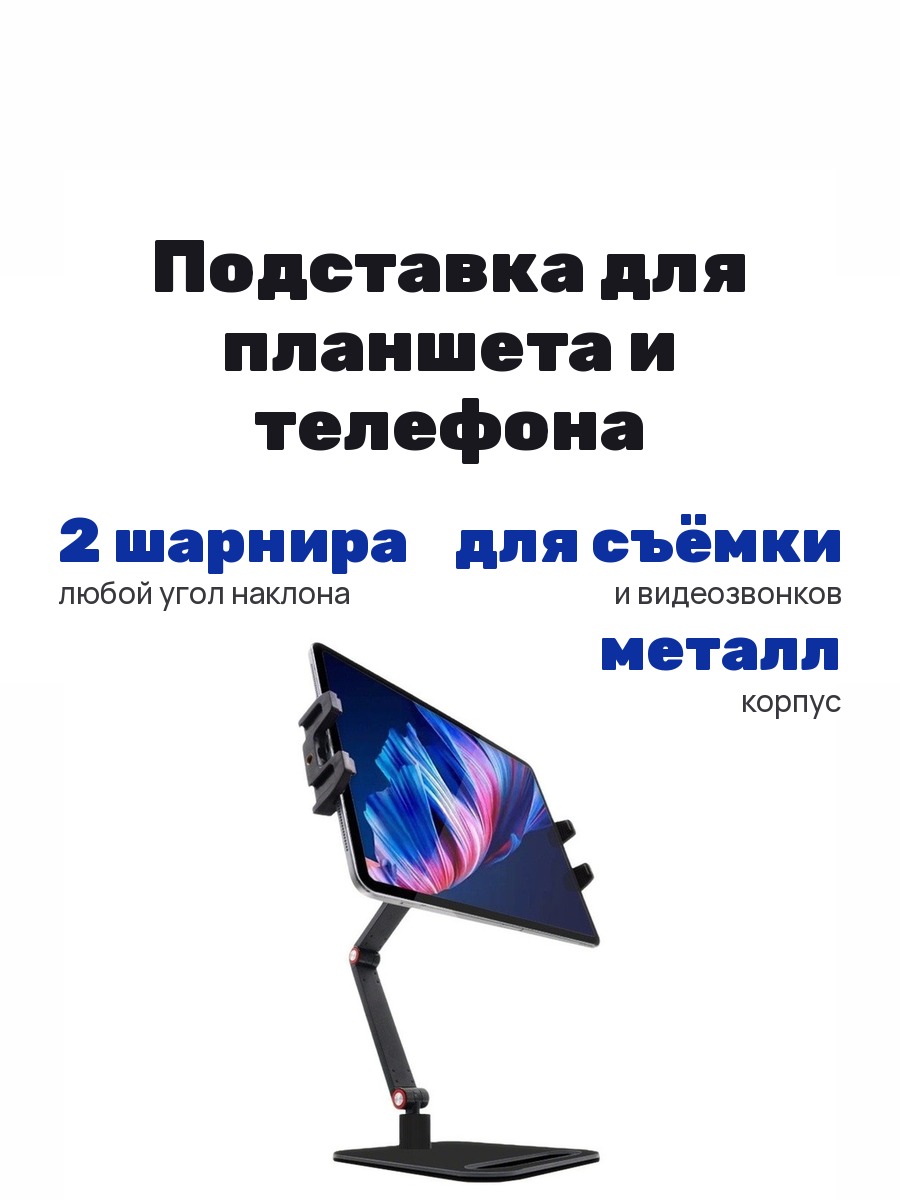 Подставка для
планшета и
телефона
2 шарнира
любой угол наклона
для съёмки
и видеозвонков
металл
корпус